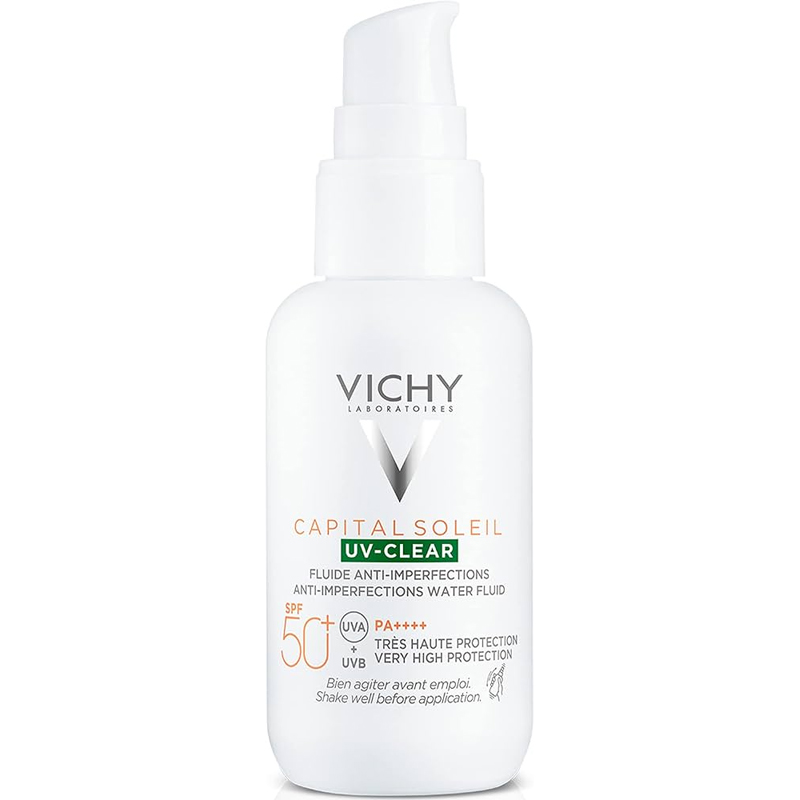 VICHY
LABORATOIRES
CAPITAL SOLEIL
UV-CLEAR
FLUIDE ANTI-IMPERFECTIONS
ANTI-IMPERFECTIONS WATER FLUID
SPF
50+
UVA
+
UVB
PA++++
TRÈS HAUTE PROTECTION
VERY HIGH PROTECTION
Bien agiter avant emploi.
Shake well before application.